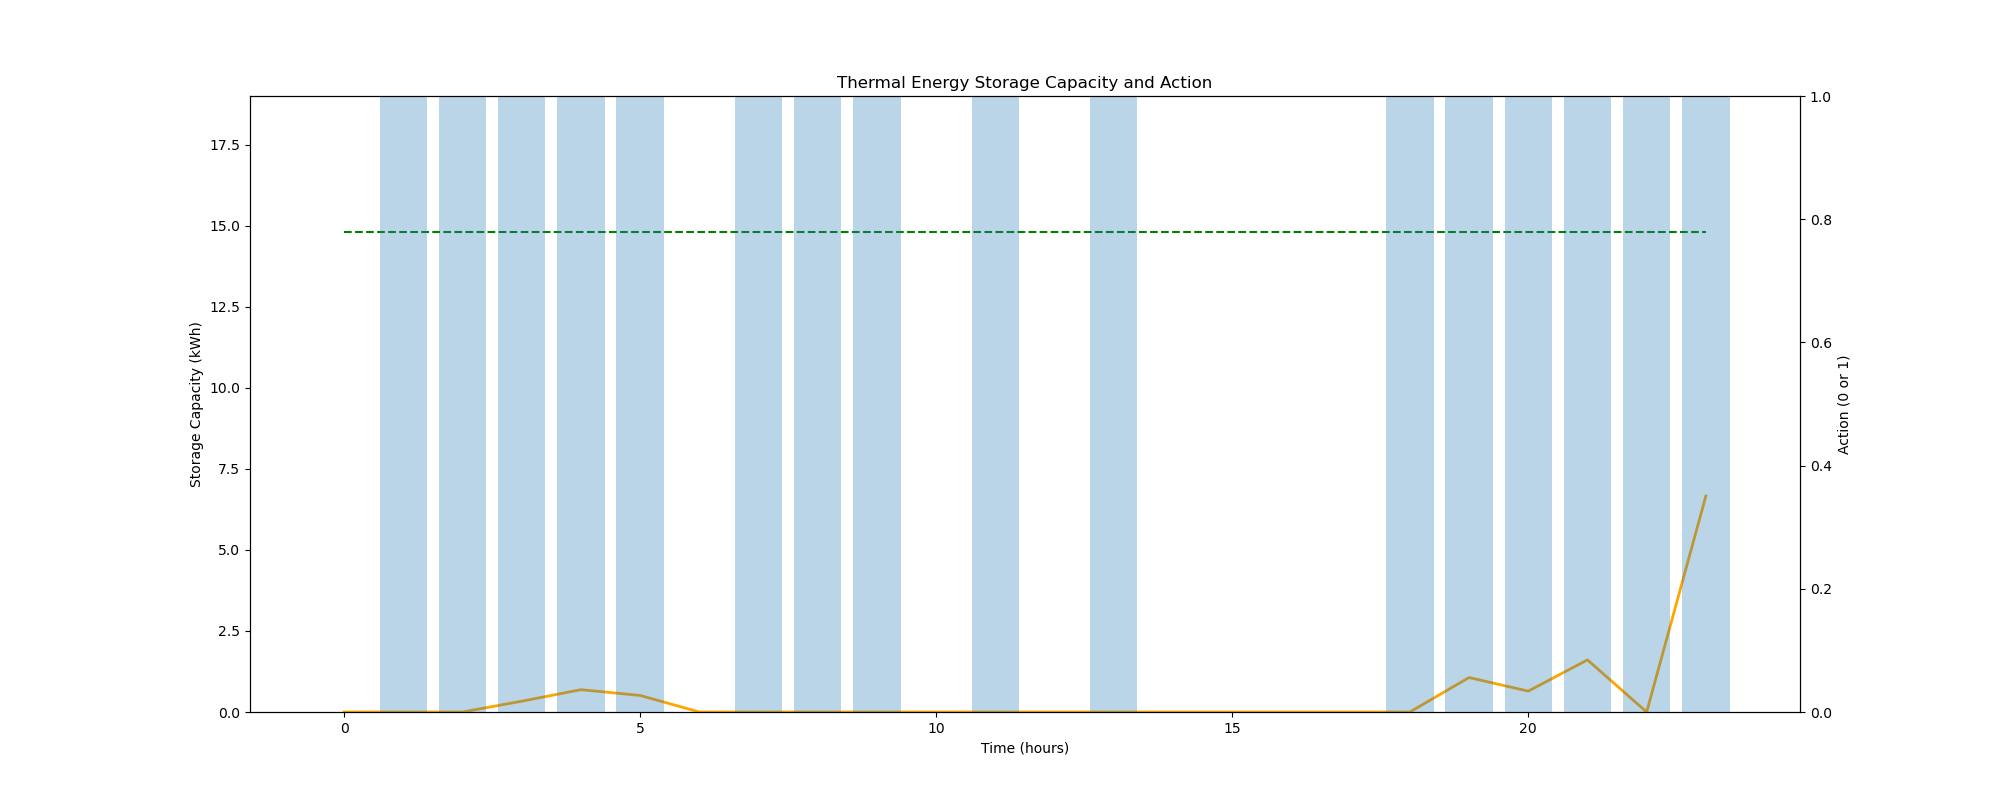 Thermal Energy Storage Capacity and Action
17.5
15.0
12.5
10.0
7.5
5.0
2.5
0.0
Storage Capacity (kWh)
1.0
0.8
0.6
0.4
0.2
0.0
Action (0 or 1)
0 5 10 15 20
Time (hours)